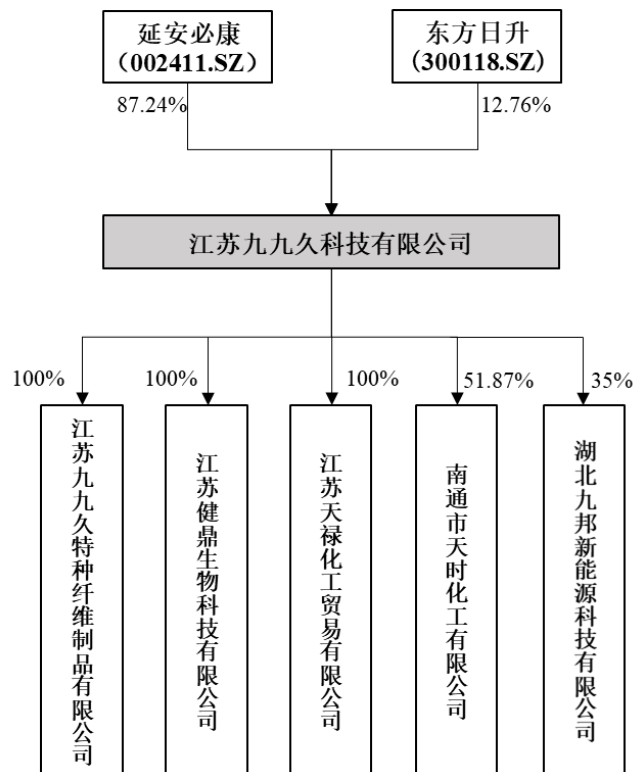 延安必康
（002411.SZ）
东方日升
(300118.SZ)
87.24%
12.76%
江苏九九久科技有限公司
100%
100%
100%
51.87%
35%
江苏九九久特种纤维制品有限公司
江苏健鼎生物科技有限公司
江苏天禄化工贸易有限公司
南通市天时化工有限公司
湖北九邦新能源科技有限公司